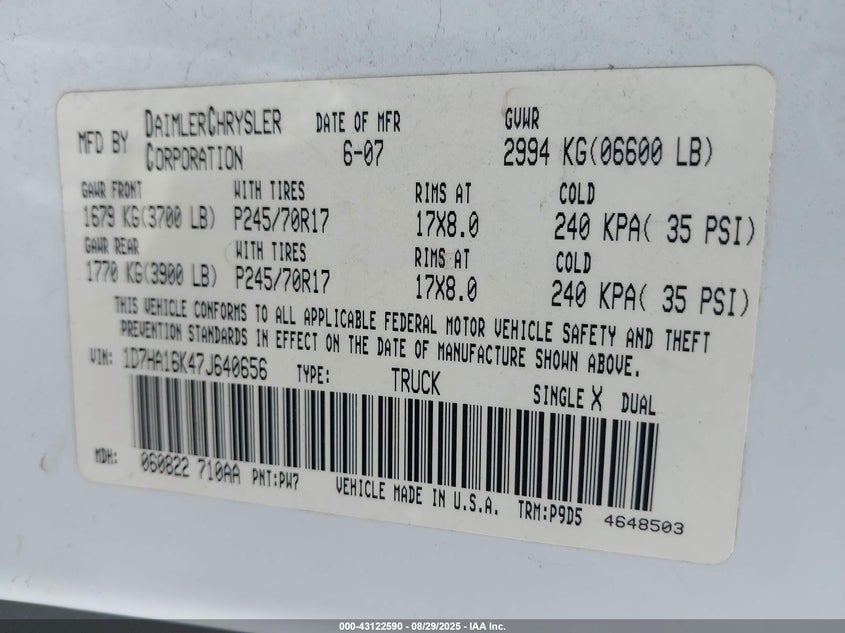 MFD BY DAIMLERCHRYSLER CORPORATION DATE OF MFR 6-07 GVWR 2994 KG(06600 LB)
GAWR FRONT WITH TIRES RIMS AT COLD
1679 KG(3700 LB) P245/70R17 17X8.0 240 KPA( 35 PSI)
GAWR REAR WITH TIRES RIMS AT COLD
1770 KG(3900 LB) P245/70R17 17X8.0 240 KPA( 35 PSI)
THIS VEHICLE CONFORMS TO ALL APPLICABLE FEDERAL MOTOR VEHICLE SAFETY AND THEFT
PREVENTION STANDARDS IN EFFECT ON THE DATE OF MANUFACTURE SHOWN ABOVE.
VIN: 1D7HA16K47J640656 TYPE: TRUCK SINGLE X DUAL
MDH: 060822 710AA PNT:PW7 VEHICLE MADE IN U.S.A. TRM:P9D5 4648503
000-43122590 - 08/29/2025 - IAA Inc.